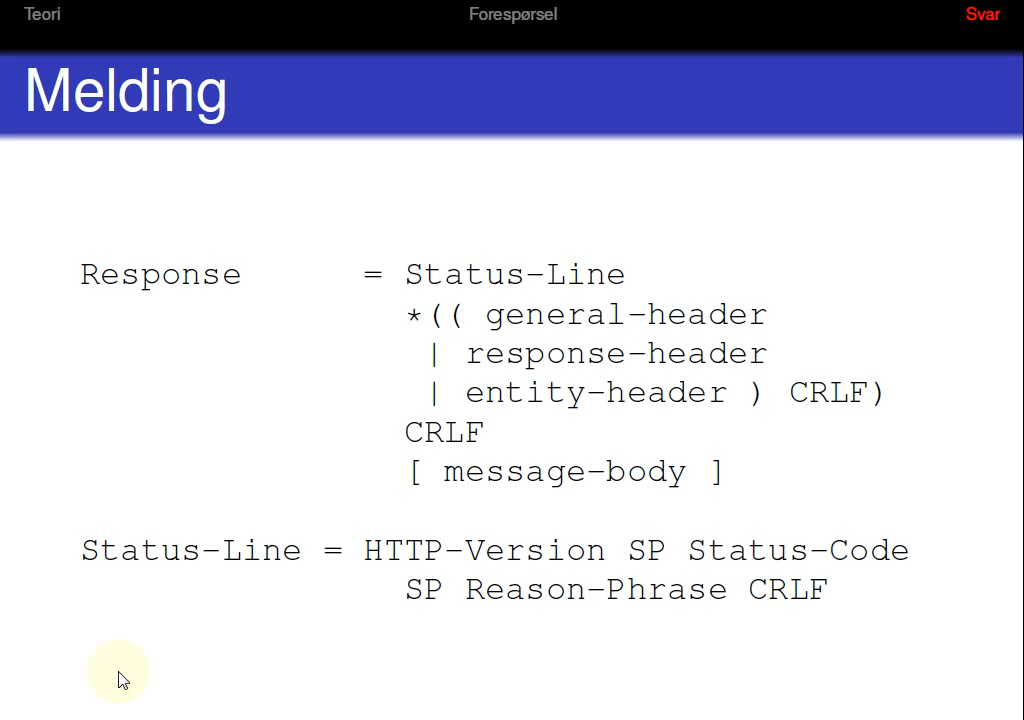 Teori Forespørsel Svar
Melding
Response = Status-Line
*(( general-header
| response-header
| entity-header ) CRLF)
CRLF
[ message-body ]
Status-Line = HTTP-Version SP Status-Code
SP Reason-Phrase CRLF